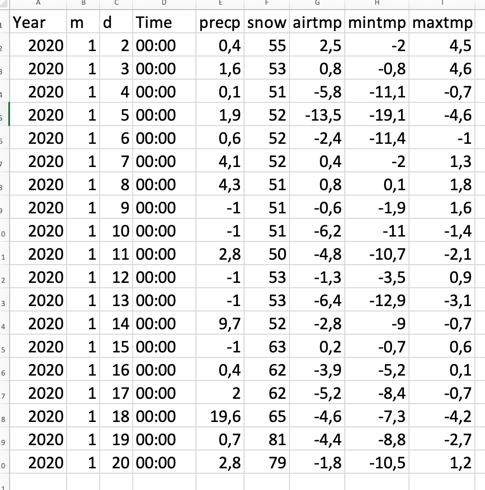 A B C D E F G H I
1 Year m d Time precp snow airtmp mintmp maxtmp
2 2020 1 2 00:00 0,4 55 2,5 -2 4,5
2020 1 3 00:00 1,6 53 0,8 -0,8 4,6
2020 1 4 00:00 0,1 51 -5,8 -11,1 -0,7
2020 1 5 00:00 1,9 52 -13,5 -19,1 -4,6
2020 1 6 00:00 0,6 52 -2,4 -11,4 -1
2020 1 7 00:00 4,1 52 0,4 -2 1,3
2020 1 8 00:00 4,3 51 0,8 0,1 1,8
2020 1 9 00:00 -1 51 -0,6 -1,9 1,6
0 2020 1 10 00:00 -1 51 -6,2 -11 -1,4
1 2020 1 11 00:00 2,8 50 -4,8 -10,7 -2,1
2 2020 1 12 00:00 -1 53 -1,3 -3,5 0,9
3 2020 1 13 00:00 -1 53 -6,4 -12,9 -3,1
4 2020 1 14 00:00 9,7 52 -2,8 -9 -0,7
5 2020 1 15 00:00 -1 63 0,2 -0,7 0,6
6 2020 1 16 00:00 0,4 62 -3,9 -5,2 0,1
7 2020 1 17 00:00 2 62 -5,2 -8,4 -0,7
8 2020 1 18 00:00 19,6 65 -4,6 -7,3 -4,2
9 2020 1 19 00:00 0,7 81 -4,4 -8,8 -2,7
0 2020 1 20 00:00 2,8 79 -1,8 -10,5 1,2